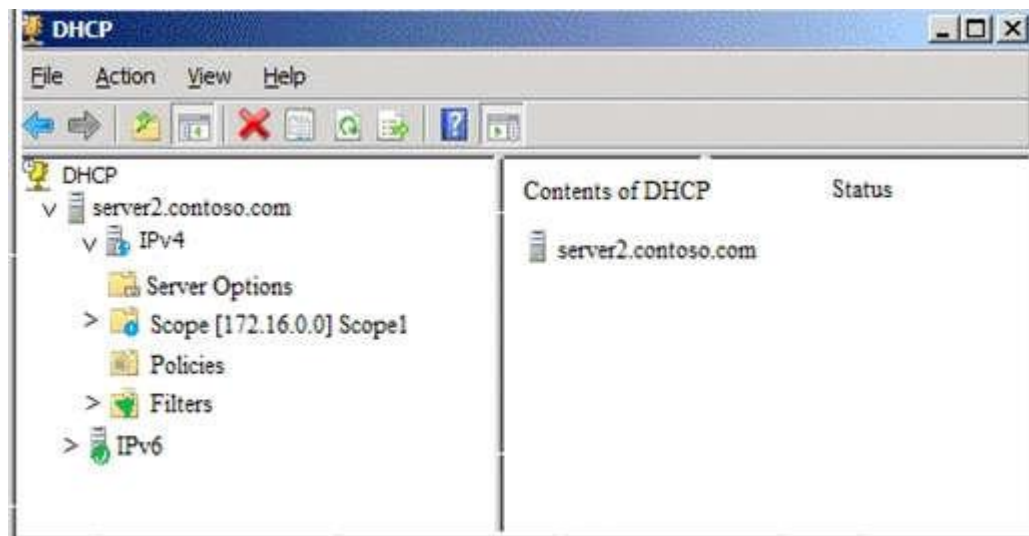 DHCP
File Action View Help
DHCP
server2.contoso.com
IPv4
Server Options
Scope [172.16.0.0] Scope1
Policies
Filters
IPv6
Contents of DHCP Status
server2.contoso.com